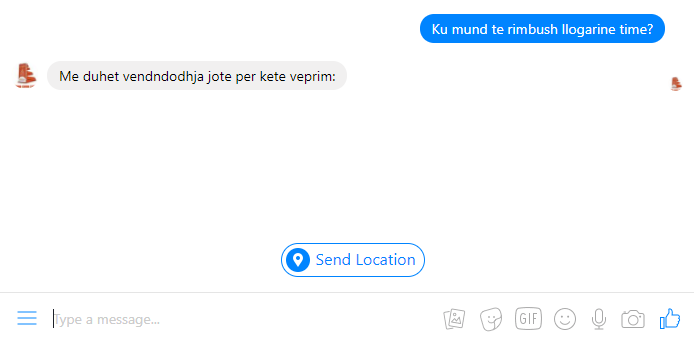 Ku mund te rimbush llogarine time?
Me duhet vendndodhja jote per kete veprim:
Send Location
Type a message...
GIF